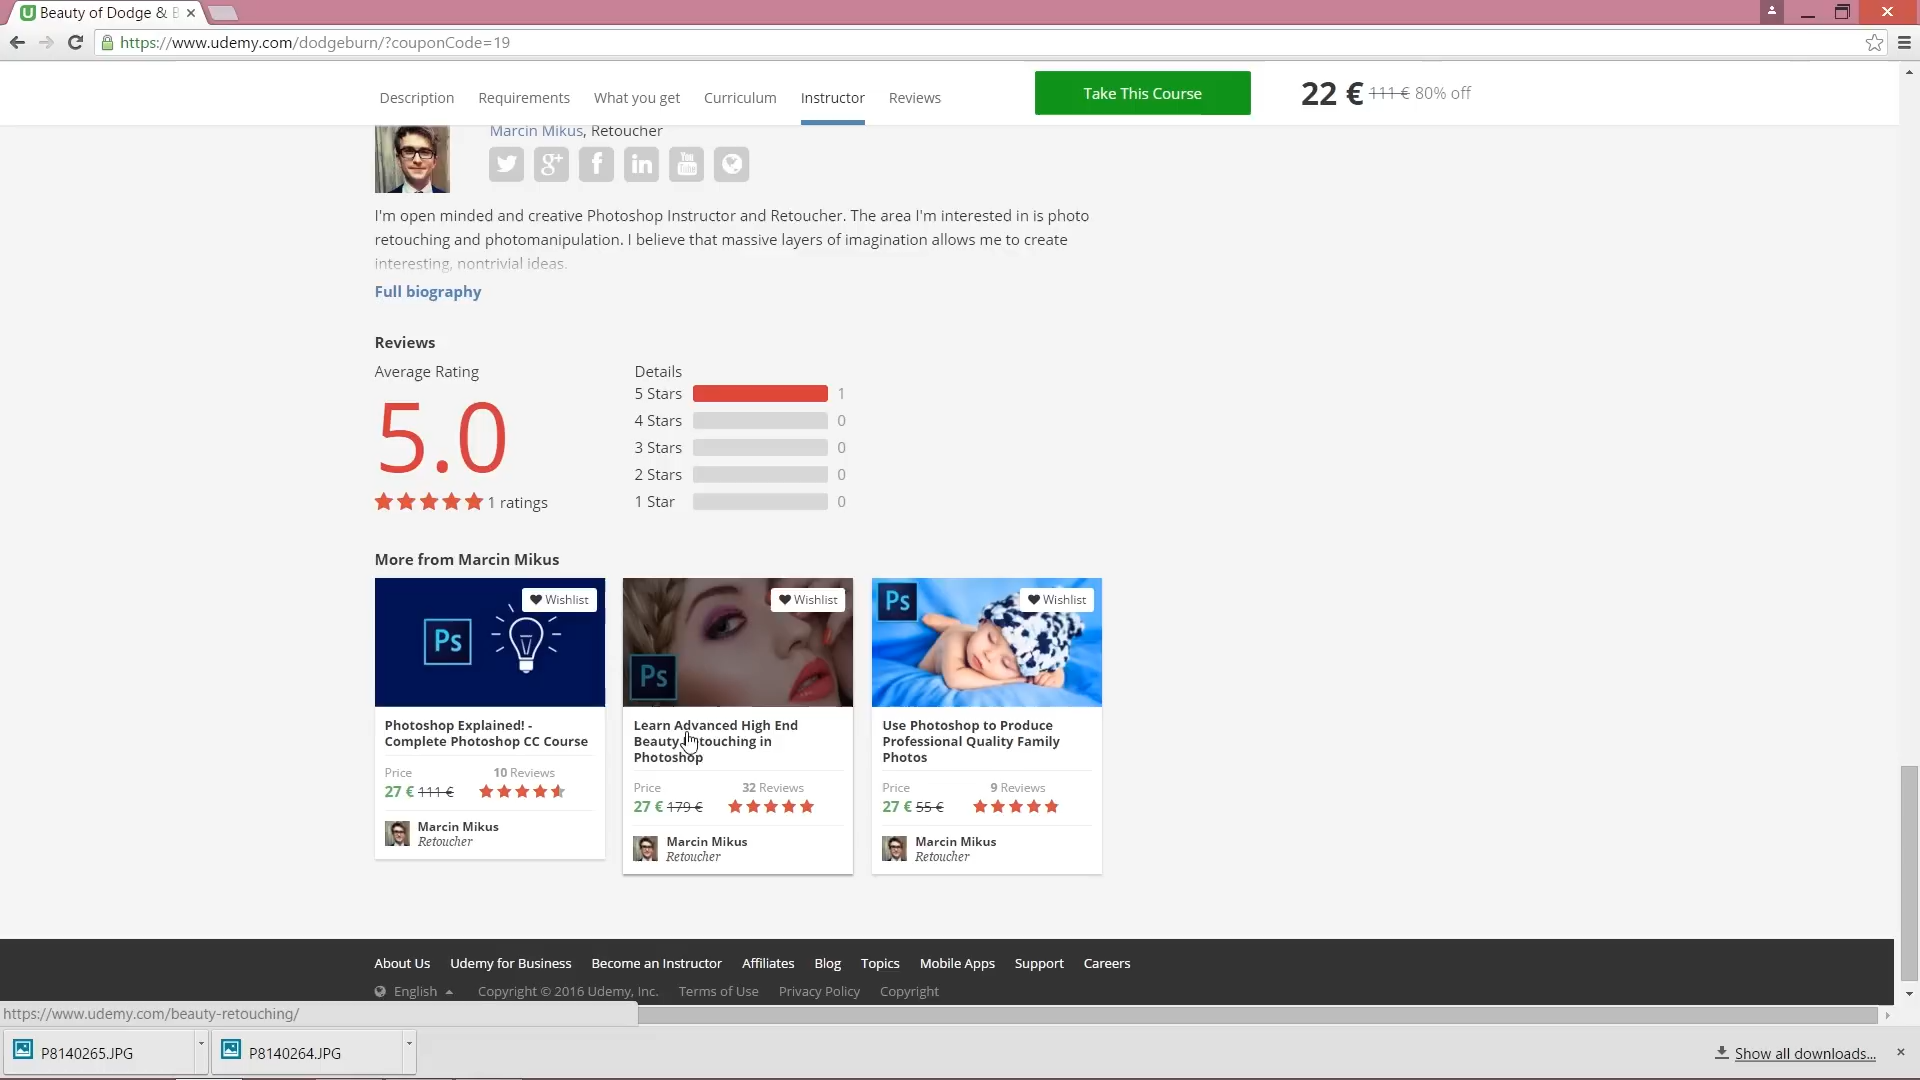 Beauty of Dodge & B
https://www.udemy.com/dodgeburn/?couponCode=19
Description Requirements What you get Curriculum Instructor Reviews Take This Course 22 € 111 € 80% off
Marcin Mikus, Retoucher
I'm open minded and creative Photoshop Instructor and Retoucher. The area I'm interested in is photo
retouching and photomanipulation. I believe that massive layers of imagination allows me to create
interesting, nontrivial ideas.
Full biography
Reviews
Average Rating
5.0
1 ratings
Details
5 Stars 1
4 Stars 0
3 Stars 0
2 Stars 0
1 Star 0
More from Marcin Mikus
Wishlist
Ps
Photoshop Explained! -
Complete Photoshop CC Course
Price 10 Reviews
27 € 111 €
Marcin Mikus
Retoucher
Wishlist
Ps
Learn Advanced High End
Beauty Retouching in
Photoshop
Price 32 Reviews
27 € 179 €
Marcin Mikus
Retoucher
Ps
Wishlist
Use Photoshop to Produce
Professional Quality Family
Photos
Price 9 Reviews
27 € 55 €
Marcin Mikus
Retoucher
About Us Udemy for Business Become an Instructor Affiliates Blog Topics Mobile Apps Support Careers
English Copyright © 2016 Udemy, Inc. Terms of Use Privacy Policy Copyright
https://www.udemy.com/beauty-retouching/
P8140265.JPG P8140264.JPG Show all downloads...